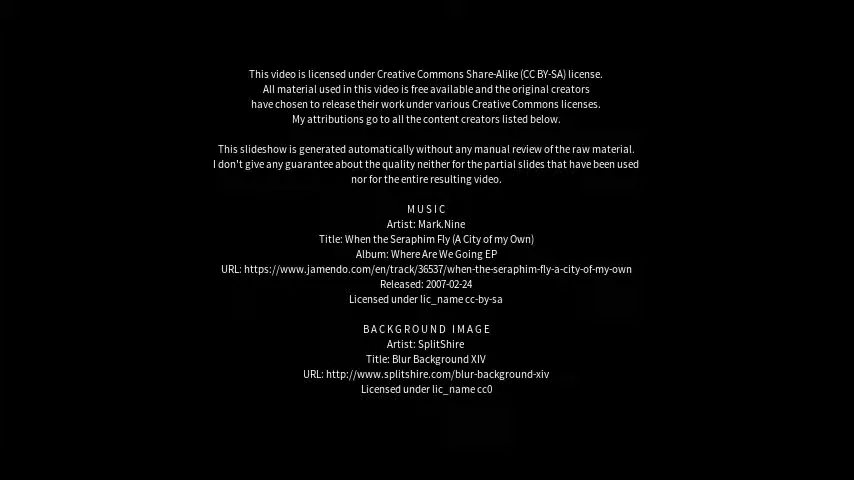 This video is licensed under Creative Commons Share-Alike (CC BY-SA) license.
All material used in this video is free available and the original creators
have chosen to release their work under various Creative Commons licenses.
My attributions go to all the content creators listed below.
This slideshow is generated automatically without any manual review of the raw material.
I don't give any guarantee about the quality neither for the partial slides that have been used
nor for the entire resulting video.
MUSIC
Artist: Mark.Nine
Title: When the Seraphim Fly (A City of my Own)
Album: Where Are We Going EP
URL: https://www.jamendo.com/en/track/36537/when-the-seraphim-fly-a-city-of-my-own
Released: 2007-02-24
Licensed under lic_name cc-by-sa
BACKGROUND IMAGE
Artist: SplitShire
Title: Blur Background XIV
URL: http://www.splitshire.com/blur-background-xiv
Licensed under lic_name cc0